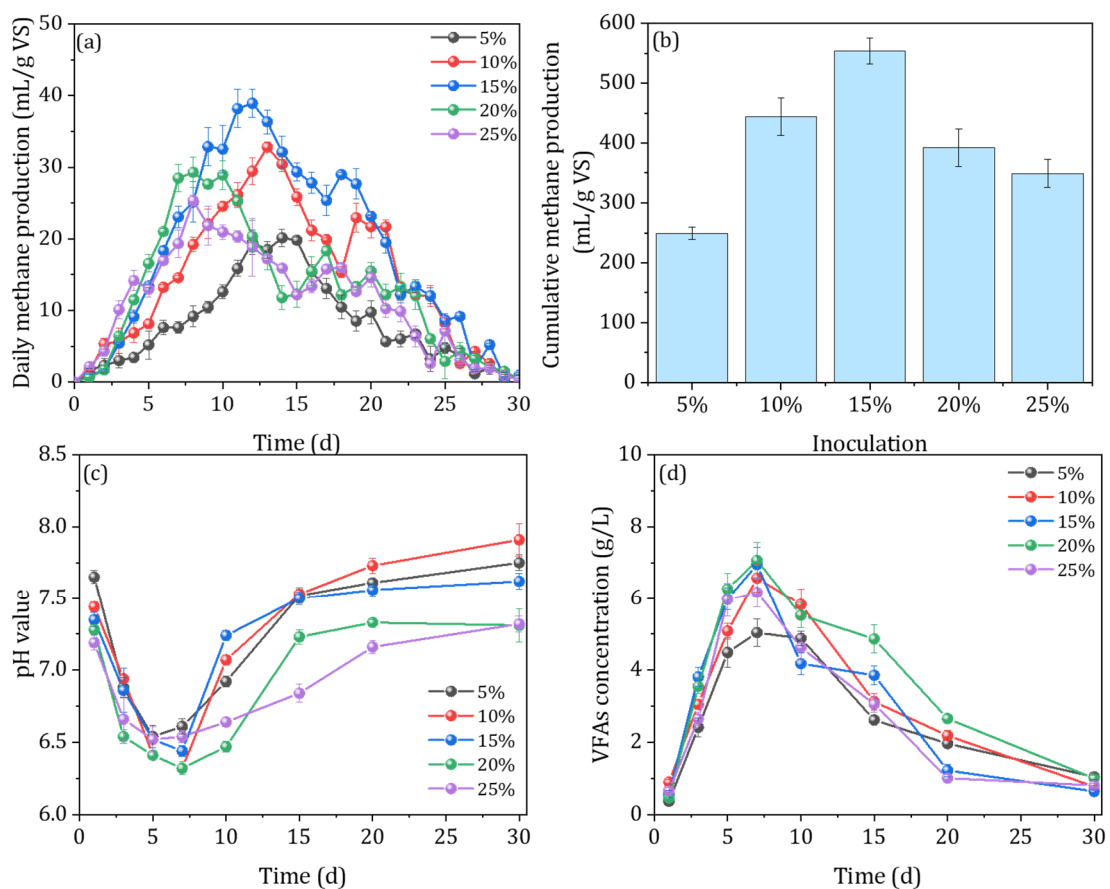 (a)
Daily methane production (mL/g VS)
50
40
30
20
10
0
5%
10%
15%
20%
25%
0 5 10 15 20 25 30
Time (d)
(b)
Cumulative methane production
(mL/g VS)
600
500
400
300
200
100
0
5% 10% 15% 20% 25%
Inoculation
(c)
pH value
8.5
8.0
7.5
7.0
6.5
6.0
5%
10%
15%
20%
25%
0 5 10 15 20 25 30
Time (d)
(d)
VFAs concentration (g/L)
10
8
6
4
2
0
5%
10%
15%
20%
25%
0 5 10 15 20 25 30
Time (d)